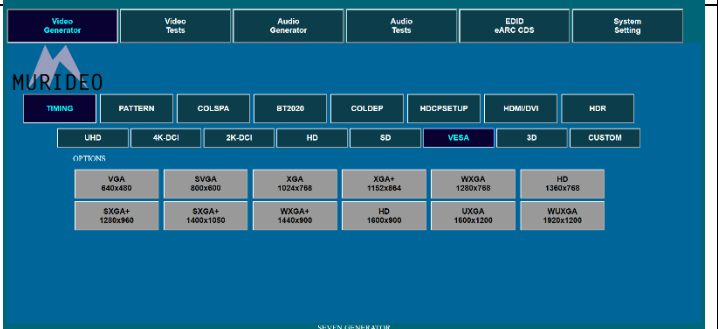 Video
Generator
Video
Tests
Audio
Generator
Audio
Tests
EDID
eARC CDS
System
Setting
MURIDEO
TIMING PATTERN COLSPA BT2020 COLDEP HDCPSETUP HDMI/DVI HDR
UHD 4K-DCI 2K-DCI HD SD VESA 3D CUSTOM
OPTIONS
VGA
640x480
SVGA
800x600
XGA
1024x768
XGA+
1152x864
WXGA
1280x768
HD
1360x768
SXGA+
1280x960
SXGA+
1400x1050
WXGA+
1440x900
HD
1600x900
UXGA
1600x1200
WUXGA
1920x1200
SEVEN GENERATOR